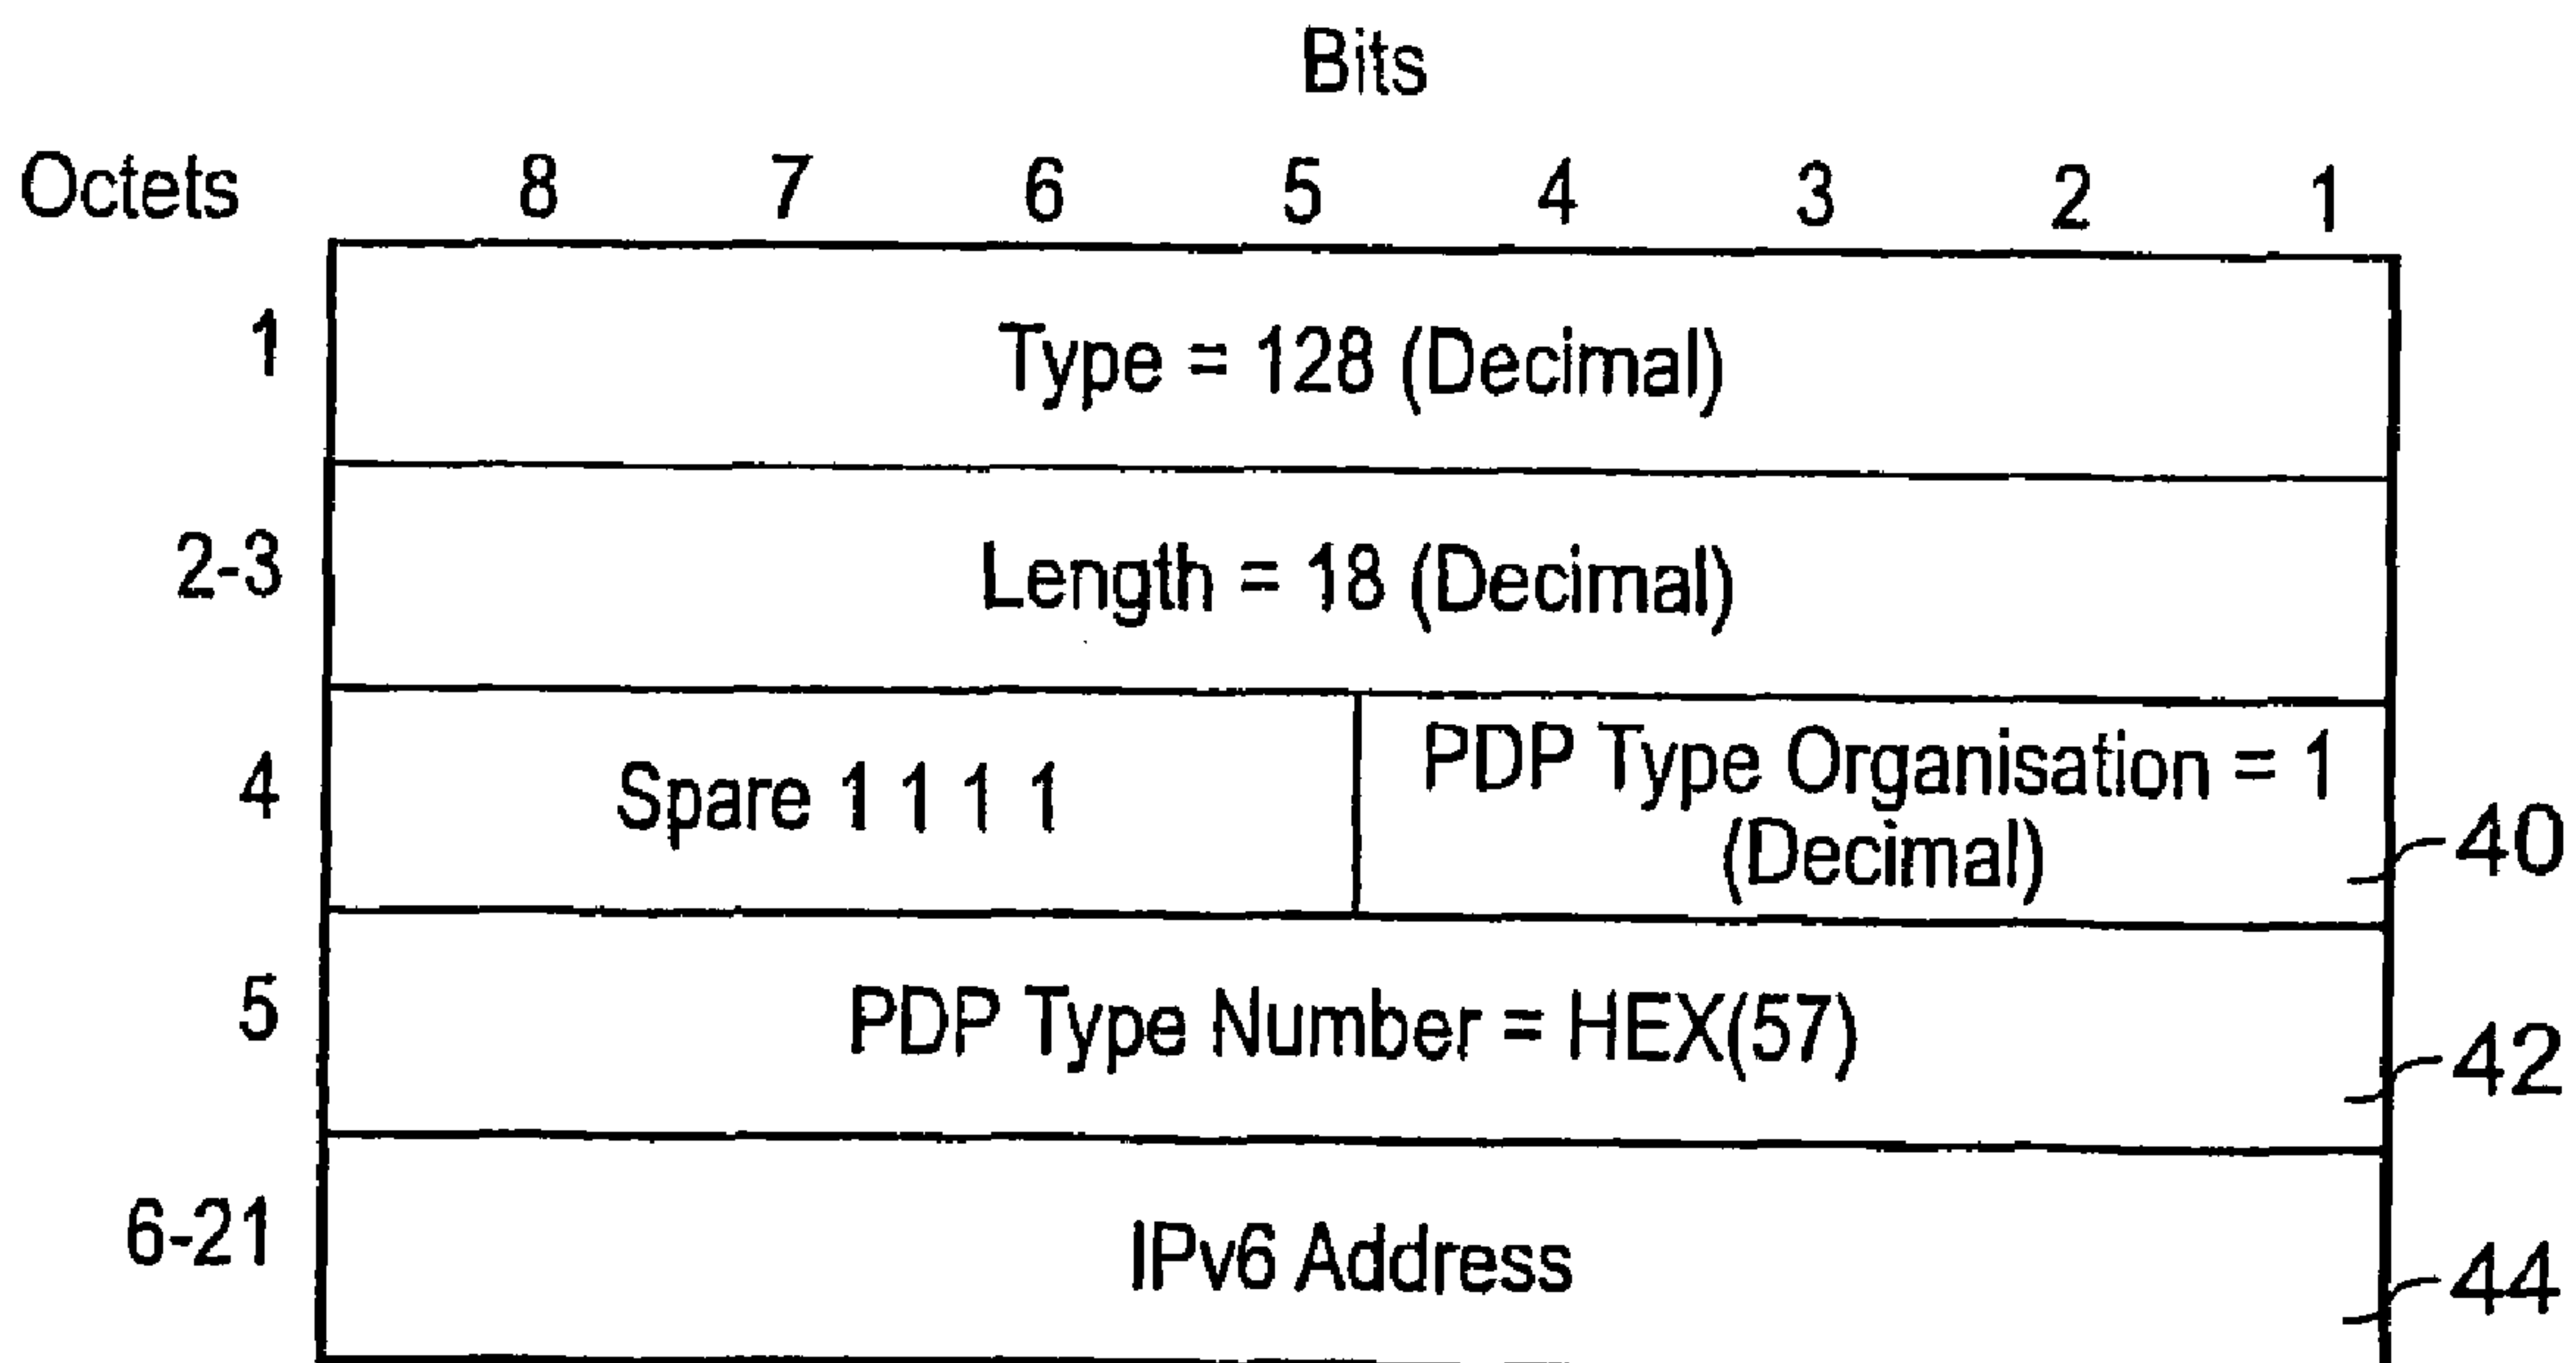 Bits
Octets 8 7 6 5 4 3 2 1
1 Type = 128 (Decimal)
2-3 Length = 18 (Decimal)
4 Spare 1 1 1 1 PDP Type Organisation = 1
(Decimal) 40
5 PDP Type Number = HEX(57) 42
6-21 IPv6 Address 44